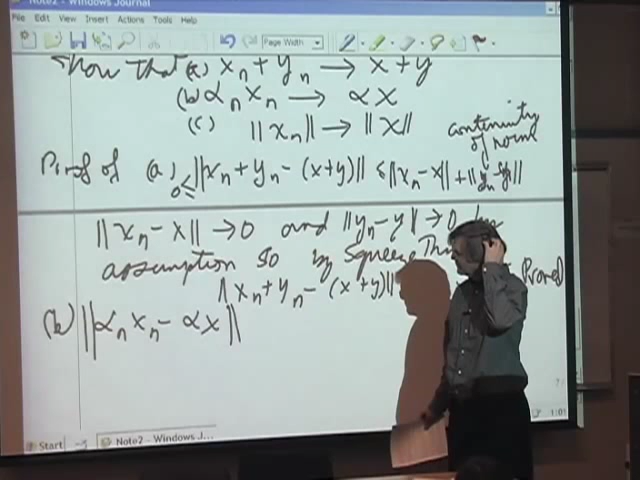 Windows Journal
File Edit View Insert Actions Tools Help
Page Width
Show that (a) xₙ + yₙ → x + y
(b) αₙ xₙ → α x
(c) ||xₙ|| → ||x|| continuity of norm
Proof of (a) 0 ≤ ||xₙ + yₙ - (x + y)|| ≤ ||xₙ - x|| + ||yₙ - y||
||xₙ - x|| → 0 and ||yₙ - y|| → 0 by
assumption so by Squeeze
||xₙ + yₙ - (x + y)|| Proved
(b) ||αₙ xₙ - α x||
Start Note2 - Windows J... 1:01